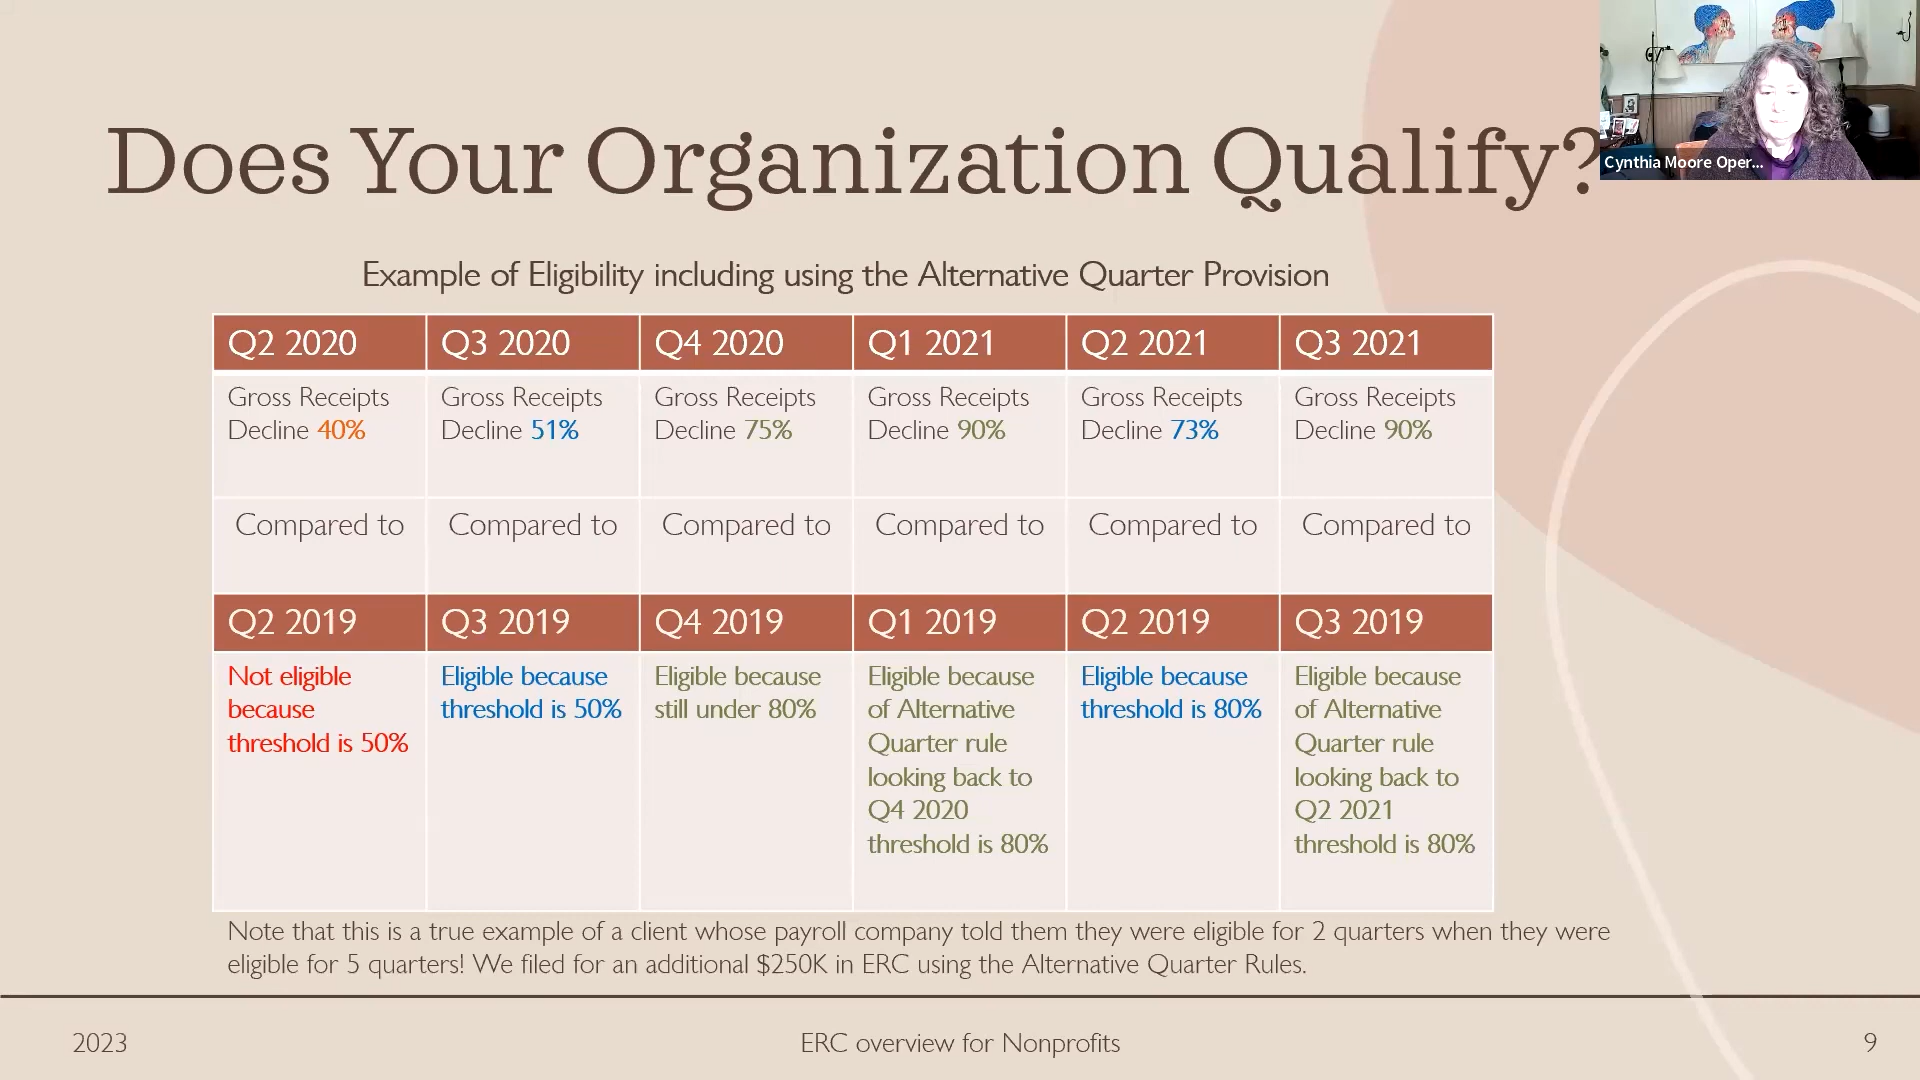 Does Your Organization Qualify?
Cynthia Moore Oper...
Example of Eligibility including using the Alternative Quarter Provision
Q2 2020
Q3 2020
Q4 2020
Q1 2021
Q2 2021
Q3 2021
Gross Receipts
Decline 40%
Gross Receipts
Decline 51%
Gross Receipts
Decline 75%
Gross Receipts
Decline 90%
Gross Receipts
Decline 73%
Gross Receipts
Decline 90%
Compared to
Compared to
Compared to
Compared to
Compared to
Compared to
Q2 2019
Q3 2019
Q4 2019
Q1 2019
Q2 2019
Q3 2019
Not eligible
because
threshold is 50%
Eligible because
threshold is 50%
Eligible because
still under 80%
Eligible because
of Alternative
Quarter rule
looking back to
Q4 2020
threshold is 80%
Eligible because
threshold is 80%
Eligible because
of Alternative
Quarter rule
looking back to
Q2 2021
threshold is 80%
Note that this is a true example of a client whose payroll company told them they were eligible for 2 quarters when they were
eligible for 5 quarters! We filed for an additional $250K in ERC using the Alternative Quarter Rules.
2023
ERC overview for Nonprofits
9